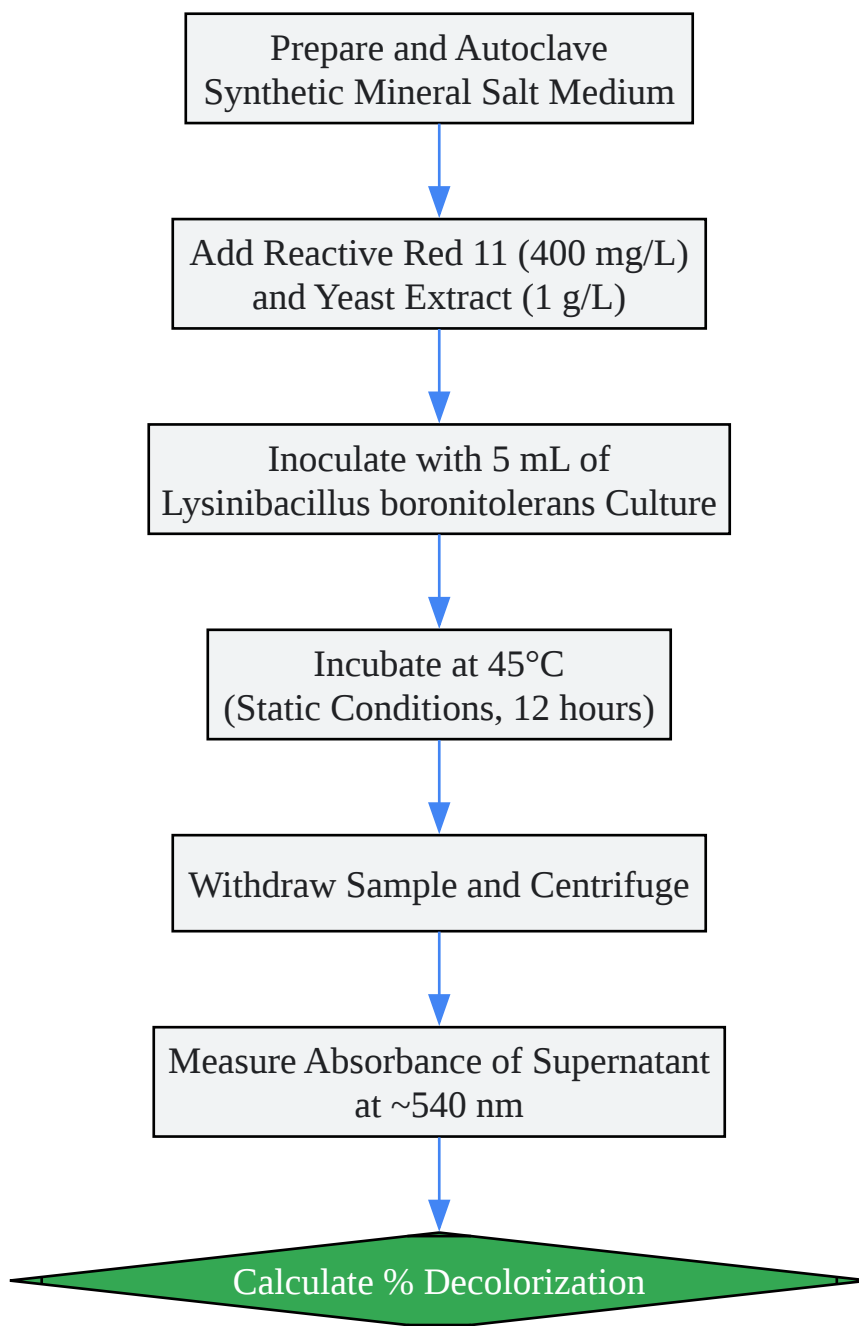 Prepare and Autoclave
Synthetic Mineral Salt Medium
Add Reactive Red 11 (400 mg/L)
and Yeast Extract (1 g/L)
Inoculate with 5 mL of
Lysinibacillus boronitolerans Culture
Incubate at 45°C
(Static Conditions, 12 hours)
Withdraw Sample and Centrifuge
Measure Absorbance of Supernatant
at ~540 nm
Calculate % Decolorization